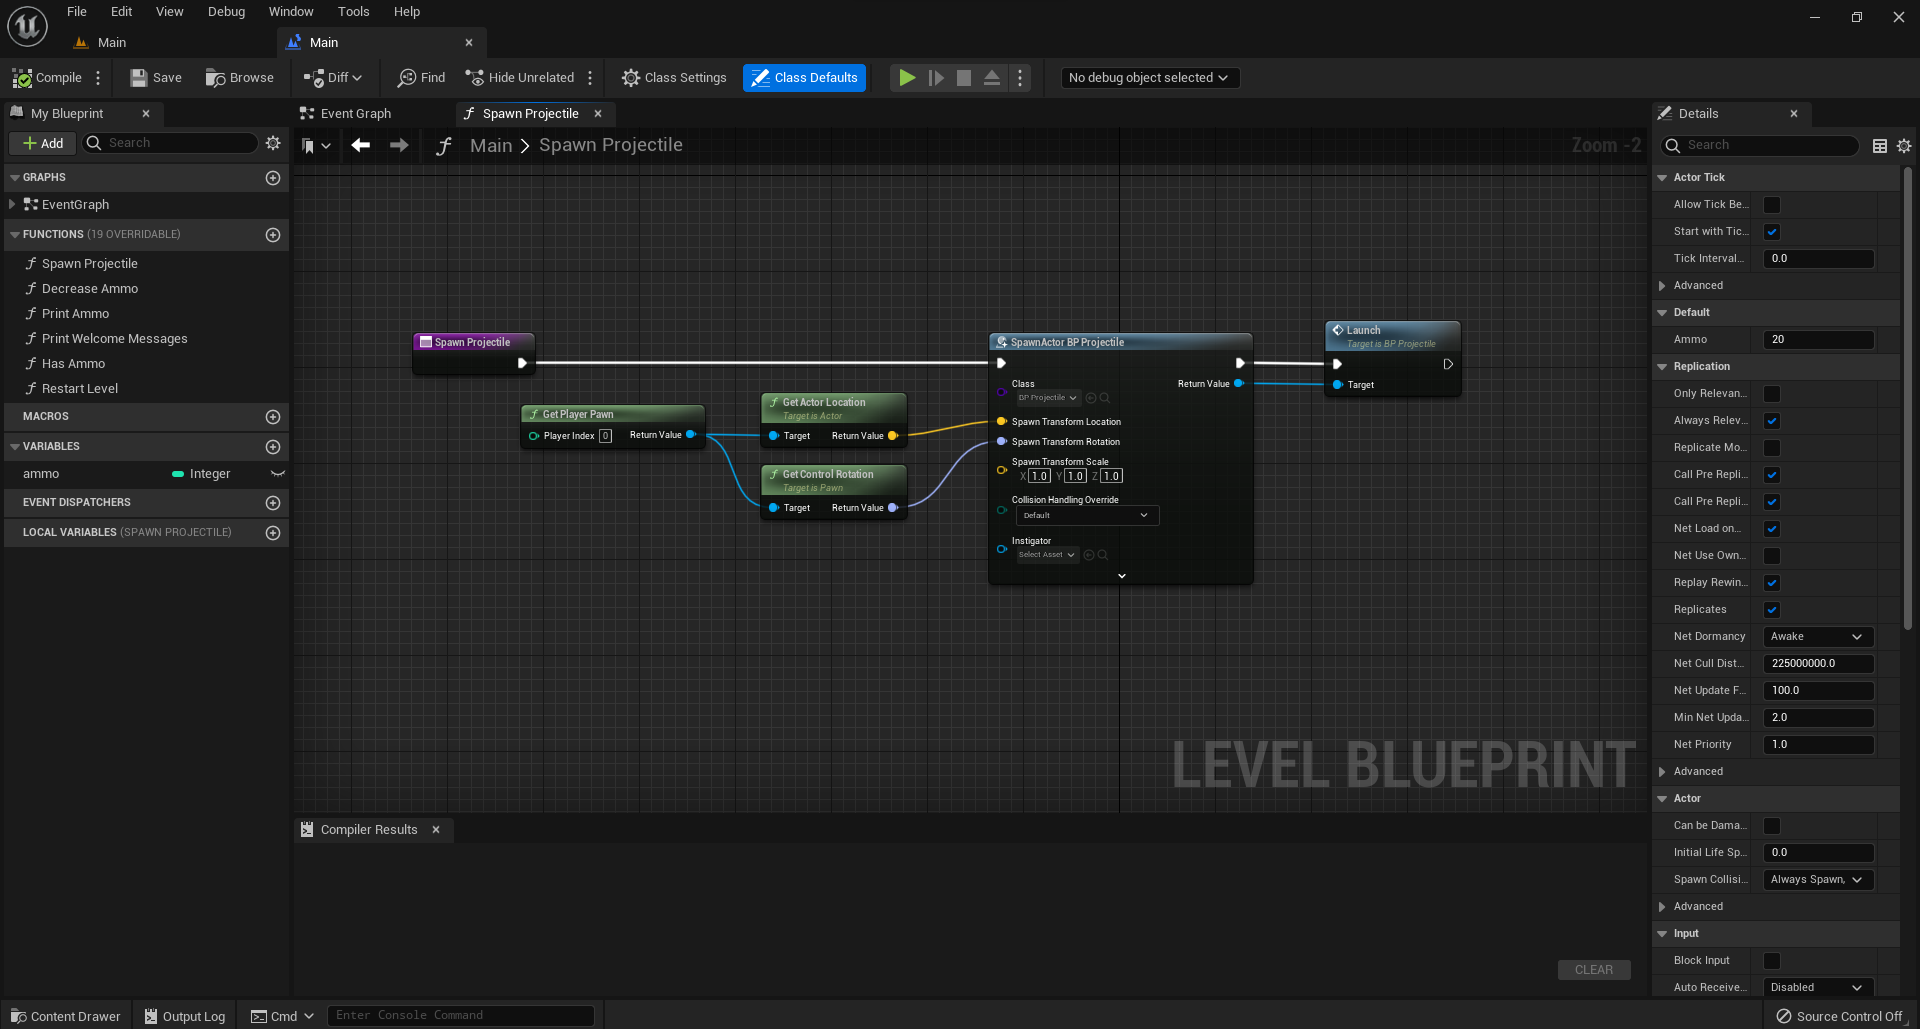 File Edit View Debug Window Tools Help
Main
Main
Compile Save Browse Diff Find Hide Unrelated Class Settings Class Defaults No debug object selected
My Blueprint
Add Search
GRAPHS
EventGraph
FUNCTIONS (19 OVERRIDABLE)
Spawn Projectile
Decrease Ammo
Print Ammo
Print Welcome Messages
Has Ammo
Restart Level
MACROS
VARIABLES
ammo Integer
EVENT DISPATCHERS
LOCAL VARIABLES (SPAWN PROJECTILE)
Event Graph
Spawn Projectile
Main > Spawn Projectile
Zoom -2
Spawn Projectile
Get Player Pawn
Player Index 0 Return Value
Get Actor Location
Target is Actor
Target Return Value
Get Control Rotation
Target is Pawn
Target Return Value
SpawnActor BP Projectile
Class Return Value
BP Projectile
Spawn Transform Location
Spawn Transform Rotation
Spawn Transform Scale
X 1.0 Y 1.0 Z 1.0
Collision Handling Override
Default
Instigator
Select Asset
Launch
Target is BP Projectile
Target
LEVEL BLUEPRINT
Compiler Results
CLEAR
Details
Search
Actor Tick
Allow Tick Be...
Start with Tic...
Tick Interval... 0.0
Advanced
Default
Ammo 20
Replication
Only Relevan...
Always Relev...
Replicate Mo...
Call Pre Repli...
Call Pre Repli...
Net Load on...
Net Use Own...
Replay Rewin...
Replicates
Net Dormancy Awake
Net Cull Dist... 225000000.0
Net Update F... 100.0
Min Net Upda... 2.0
Net Priority 1.0
Advanced
Actor
Can be Dama...
Initial Life Sp... 0.0
Spawn Collisi... Always Spawn,
Advanced
Input
Block Input
Auto Receive... Disabled
Content Drawer Output Log Cmd Enter Console Command Source Control Off